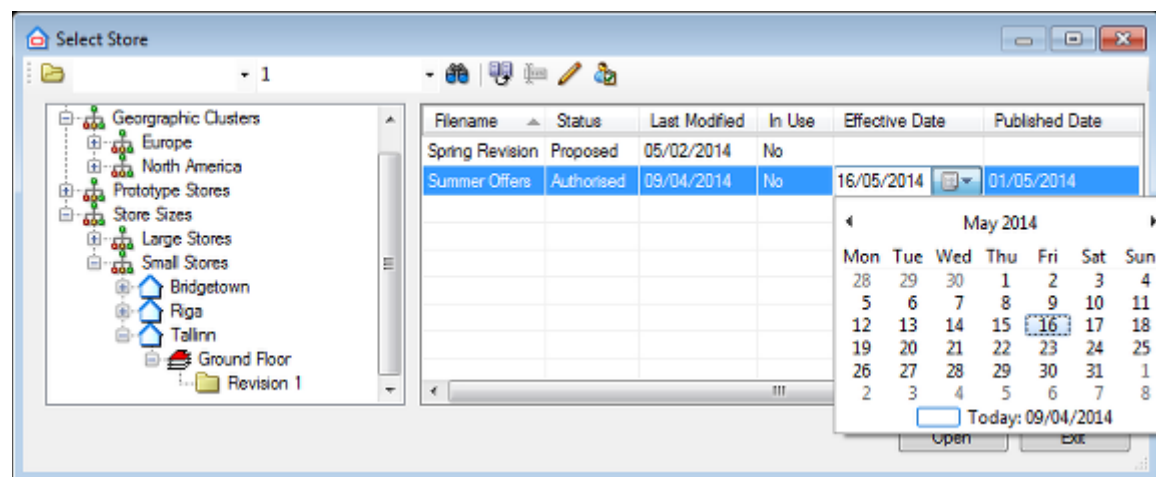 Select Store
1
Georgraphic Clusters
Europe
North America
Prototype Stores
Store Sizes
Large Stores
Small Stores
Bridgetown
Riga
Tallinn
Ground Floor
Revision 1
Filename Status Last Modified In Use Effective Date Published Date
Spring Revision Proposed 05/02/2014 No
Summer Offers Authorised 09/04/2014 No 16/05/2014 01/05/2014
May 2014
Mon Tue Wed Thu Fri Sat Sun
28 29 30 1 2 3 4
5 6 7 8 9 10 11
12 13 14 15 16 17 18
19 20 21 22 23 24 25
26 27 28 29 30 31 1
2 3 4 5 6 7 8
Today: 09/04/2014
Open Exit